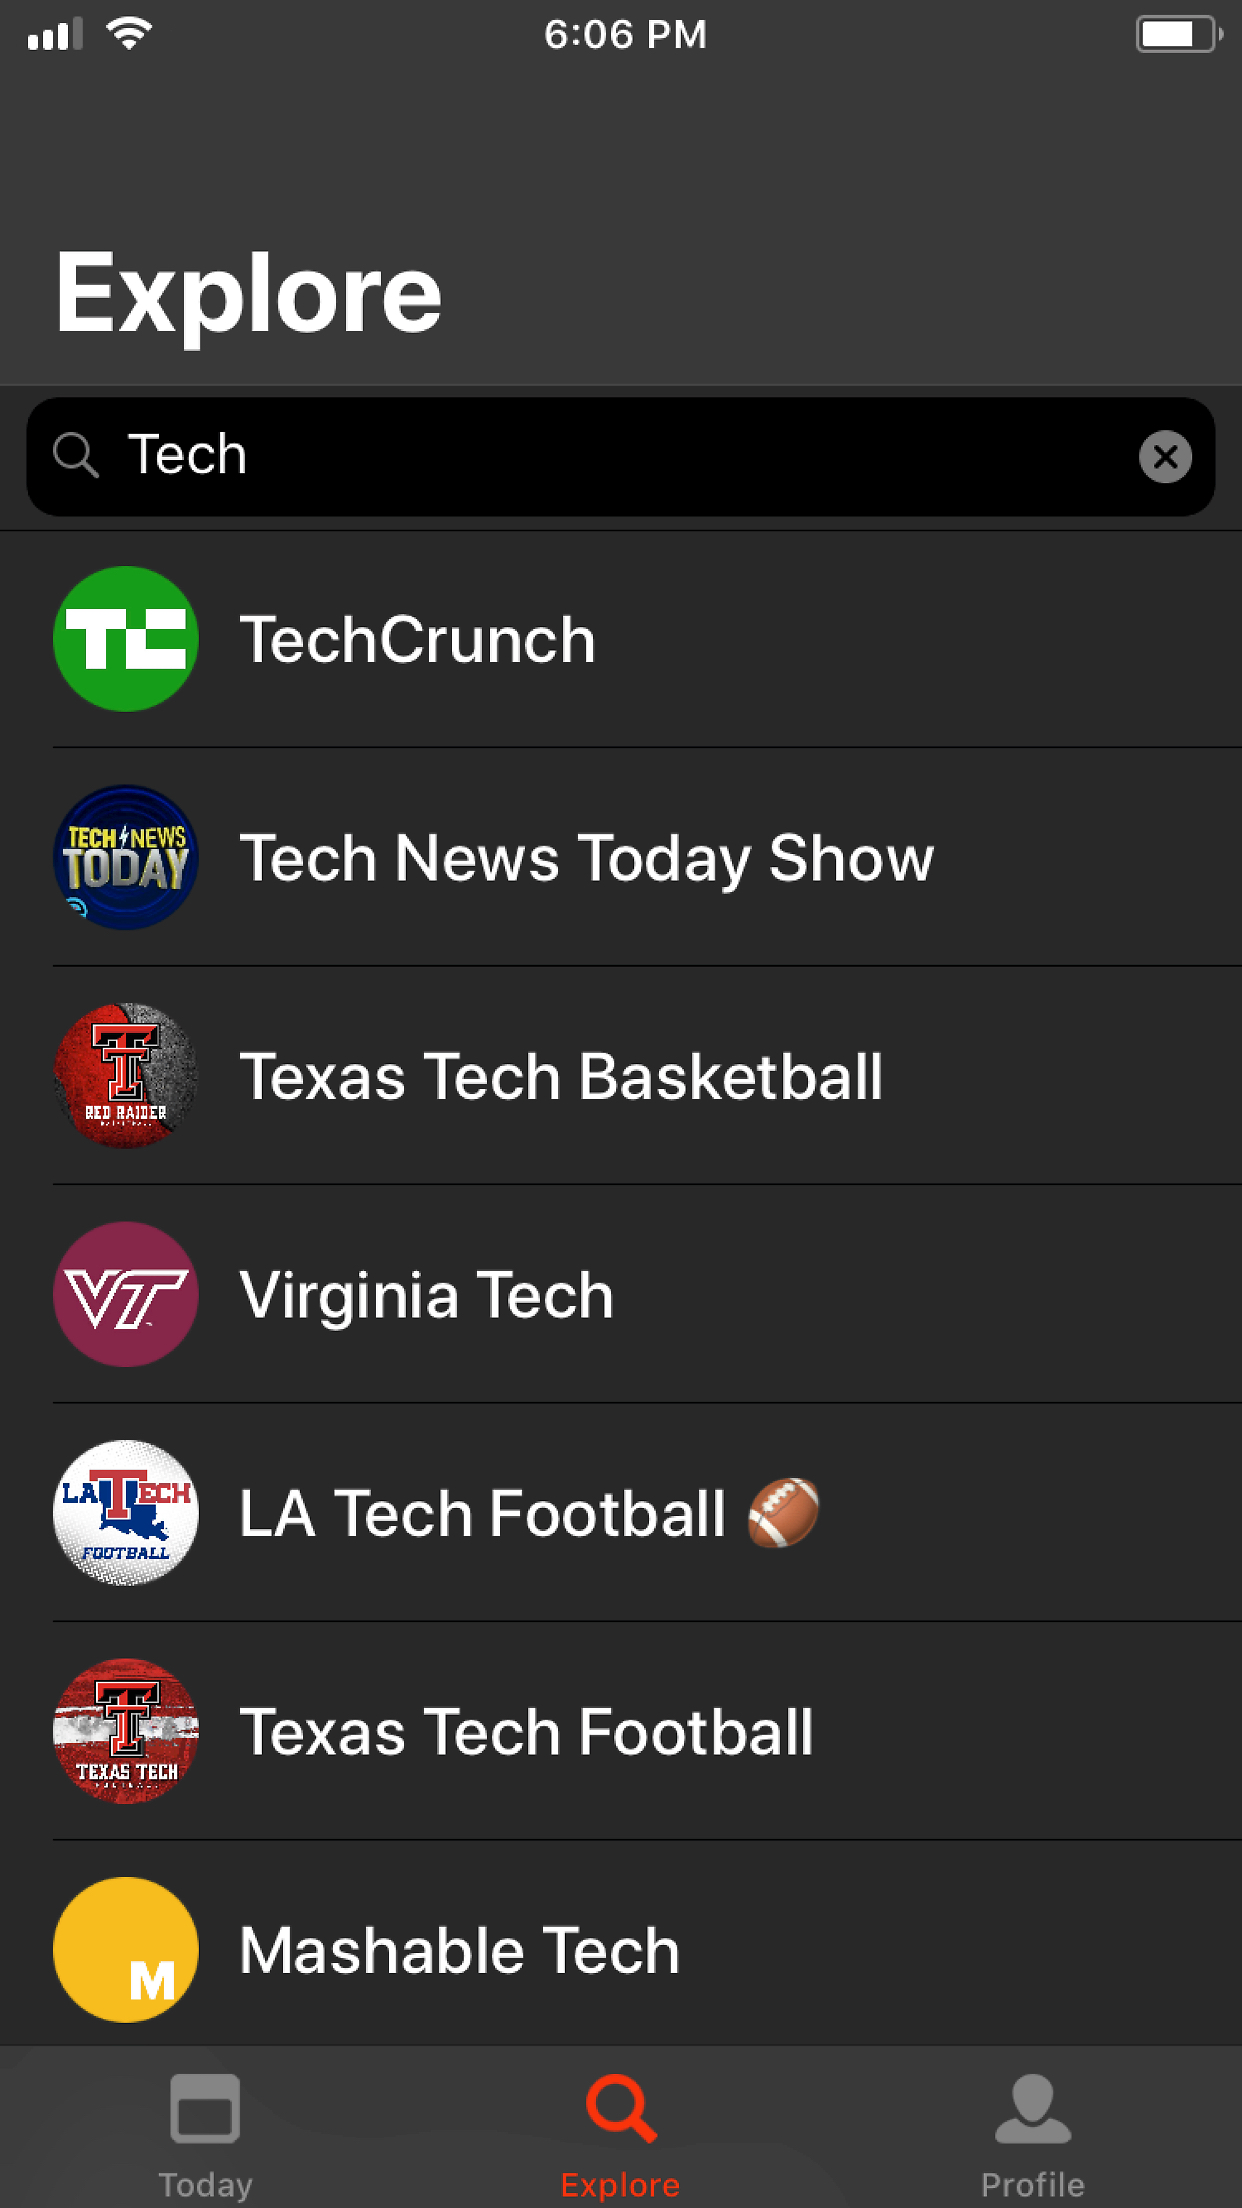 6:06 PM
Explore
Tech
TC
TechCrunch
TECH NEWS
TODAY
Tech News Today Show
T
RED RAIDER
Texas Tech Basketball
VT
Virginia Tech
LA TECH
FOOTBALL
LA Tech Football 🏈
T
TEXAS TECH
Texas Tech Football
M
Mashable Tech
Today
Explore
Profile